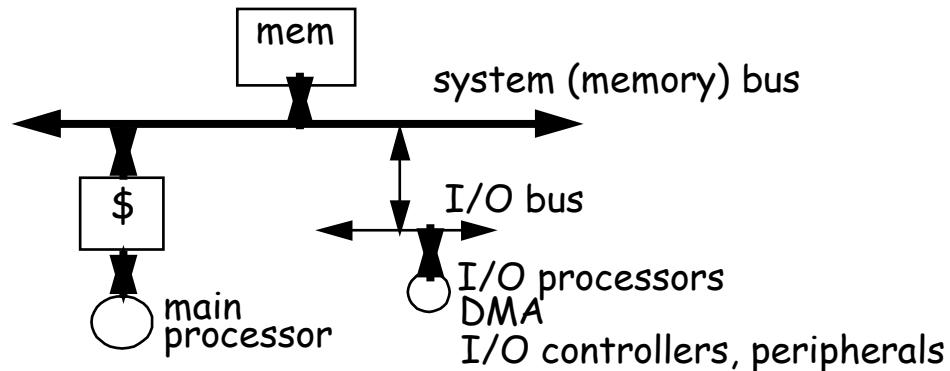 mem
system (memory) bus
$
I/O bus
main
processor
I/O processors
DMA
I/O controllers, peripherals